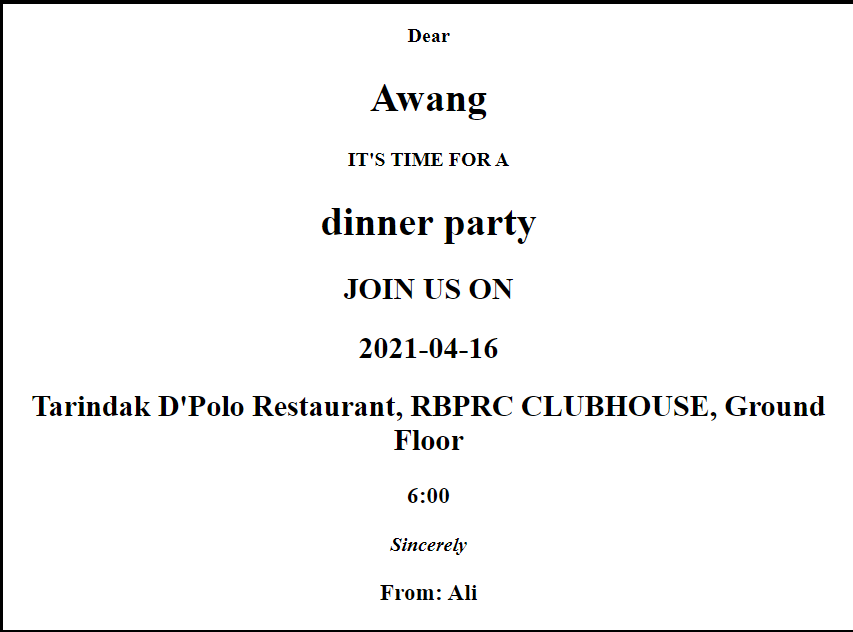 Dear
Awang
IT'S TIME FOR A
dinner party
JOIN US ON
2021-04-16
Tarindak D'Polo Restaurant, RBPRC CLUBHOUSE, Ground
Floor
6:00
Sincerely
From: Ali